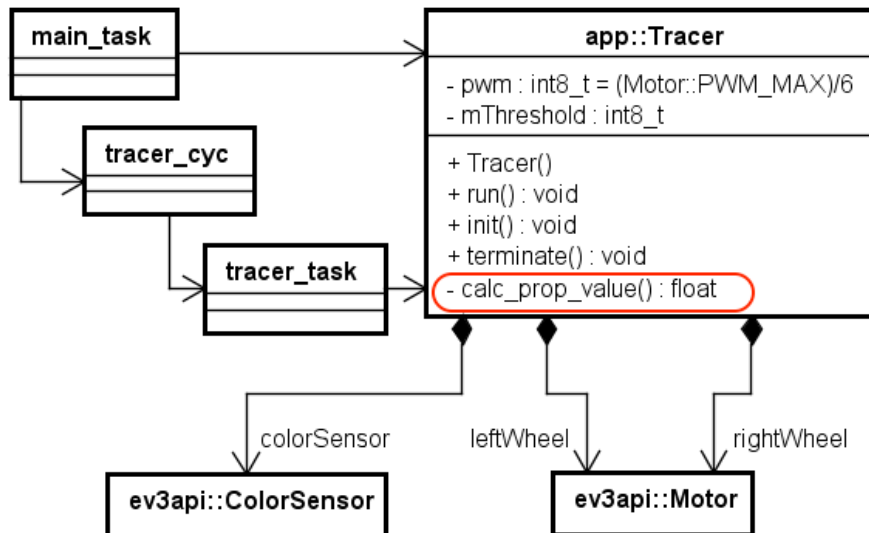 main_task
app::Tracer
- pwm : int8_t = (Motor::PWM_MAX)/6
- mThreshold : int8_t
tracer_cyc
+ Tracer()
+ run() : void
+ init() : void
+ terminate() : void
- calc_prop_value() : float
tracer_task
colorSensor
leftWheel
rightWheel
ev3api::ColorSensor
ev3api::Motor